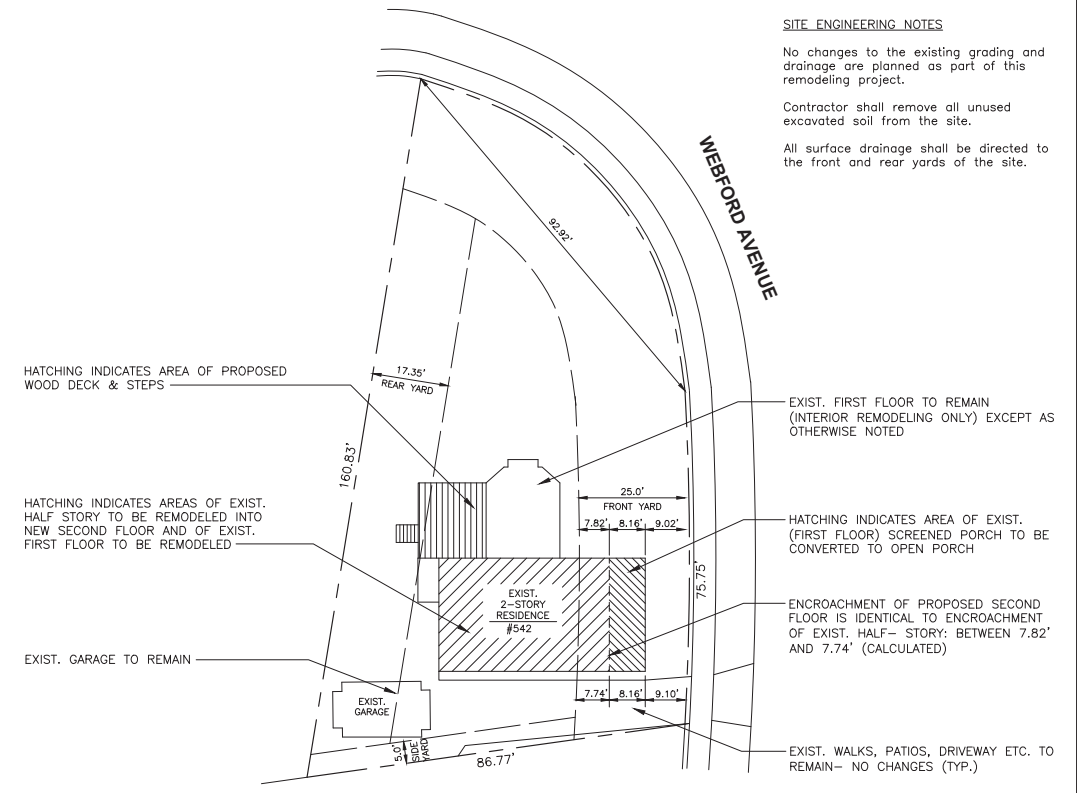 SITE ENGINEERING NOTES
No changes to the existing grading and
drainage are planned as part of this
remodeling project.
Contractor shall remove all unused
excavated soil from the site.
All surface drainage shall be directed to
the front and rear yards of the site.
WEBFORD AVENUE
92.92'
HATCHING INDICATES AREA OF PROPOSED
WOOD DECK & STEPS
17.35'
REAR YARD
EXIST. FIRST FLOOR TO REMAIN
(INTERIOR REMODELING ONLY) EXCEPT AS
OTHERWISE NOTED
160.83'
25.0'
FRONT YARD
7.82' 8.16' 9.02'
HATCHING INDICATES AREAS OF EXIST.
HALF STORY TO BE REMODELED INTO
NEW SECOND FLOOR AND OF EXIST.
FIRST FLOOR TO BE REMODELED
HATCHING INDICATES AREA OF EXIST.
(FIRST FLOOR) SCREENED PORCH TO BE
CONVERTED TO OPEN PORCH
75.75'
EXIST.
2-STORY
RESIDENCE
#542
ENCROACHMENT OF PROPOSED SECOND
FLOOR IS IDENTICAL TO ENCROACHMENT
OF EXIST. HALF- STORY: BETWEEN 7.82'
AND 7.74' (CALCULATED)
EXIST. GARAGE TO REMAIN
7.74' 8.16' 9.10'
EXIST.
GARAGE
5.0'
SIDE
YARD
86.77'
EXIST. WALKS, PATIOS, DRIVEWAY ETC. TO
REMAIN- NO CHANGES (TYP.)